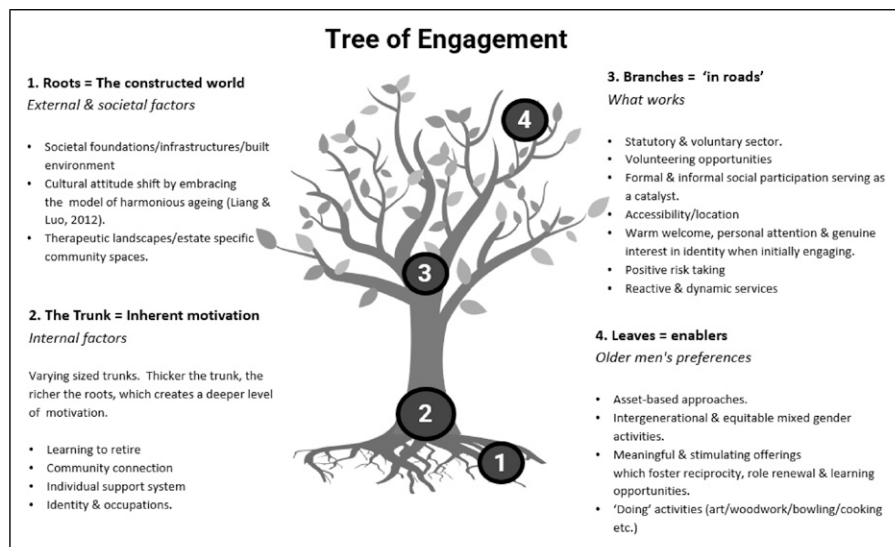 Tree of Engagement
1. Roots = The constructed world
External & societal factors
• Societal foundations/infrastructures/built
environment
• Cultural attitude shift by embracing
the model of harmonious ageing (Liang &
Luo, 2012).
• Therapeutic landscapes/estate specific
community spaces.
2. The Trunk = Inherent motivation
Internal factors
Varying sized trunks. Thicker the trunk, the
richer the roots, which creates a deeper level
of motivation.
• Learning to retire
• Community connection
• Individual support system
• Identity & occupations.
3. Branches = ‘in roads’
What works
• Statutory & voluntary sector.
• Volunteering opportunities
• Formal & informal social participation serving as
a catalyst.
• Accessibility/location
• Warm welcome, personal attention & genuine
interest in identity when initially engaging.
• Positive risk taking
• Reactive & dynamic services
4. Leaves = enablers
Older men's preferences
• Asset-based approaches.
• Intergenerational & equitable mixed gender
activities.
• Meaningful & stimulating offerings
which foster reciprocity, role renewal & learning
opportunities.
• ‘Doing’ activities (art/woodwork/bowling/cooking
etc.)
4
3
2
1